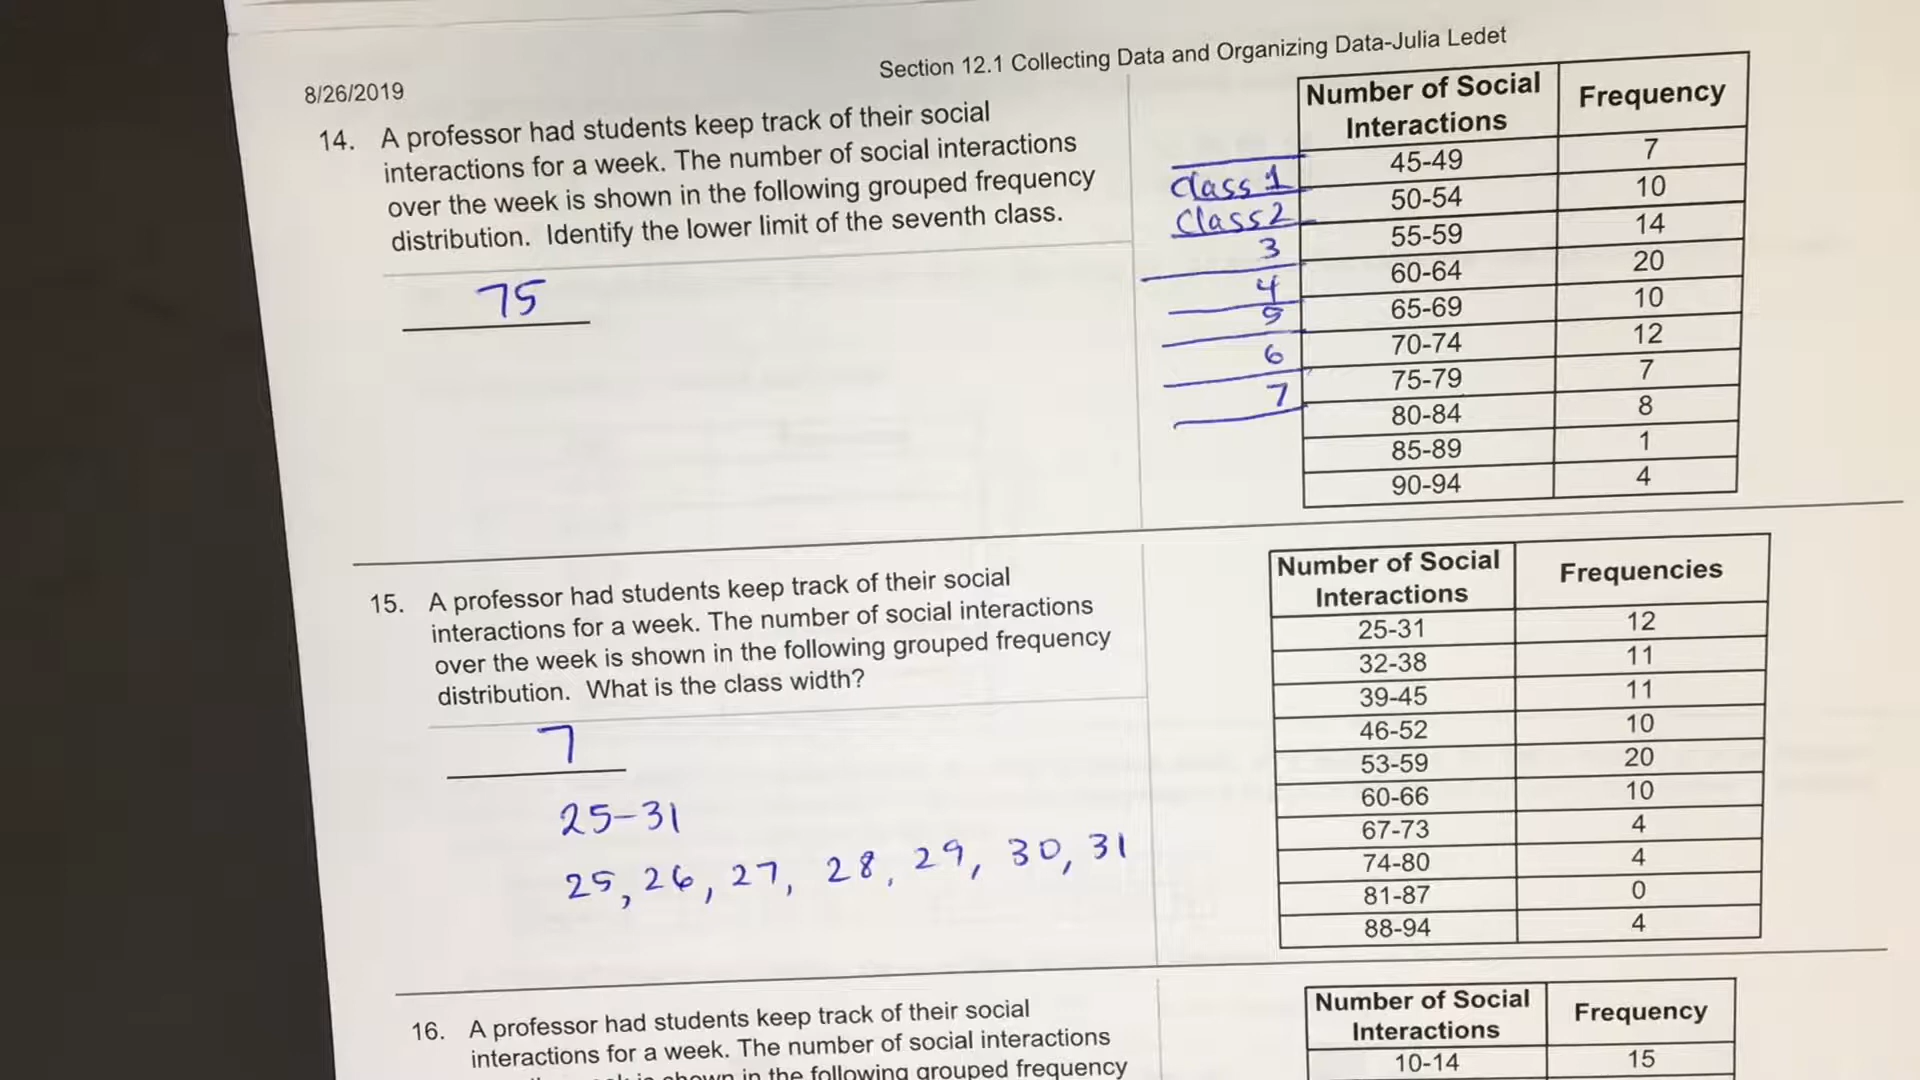 Section 12.1 Collecting Data and Organizing Data-Julia Ledet
8/26/2019
14. A professor had students keep track of their social
interactions for a week. The number of social interactions
over the week is shown in the following grouped frequency
distribution. Identify the lower limit of the seventh class.
75
Class 1
Class 2
3
4
5
6
7
Number of Social Interactions Frequency
45-49 7
50-54 10
55-59 14
60-64 20
65-69 10
70-74 12
75-79 7
80-84 8
85-89 1
90-94 4
15. A professor had students keep track of their social
interactions for a week. The number of social interactions
over the week is shown in the following grouped frequency
distribution. What is the class width?
7
25-31
25, 26, 27, 28, 29, 30, 31
Number of Social Interactions Frequencies
25-31 12
32-38 11
39-45 11
46-52 10
53-59 20
60-66 10
67-73 4
74-80 4
81-87 0
88-94 4
16. A professor had students keep track of their social
interactions for a week. The number of social interactions
shown in the following grouped frequency
Number of Social Interactions Frequency
10-14 15